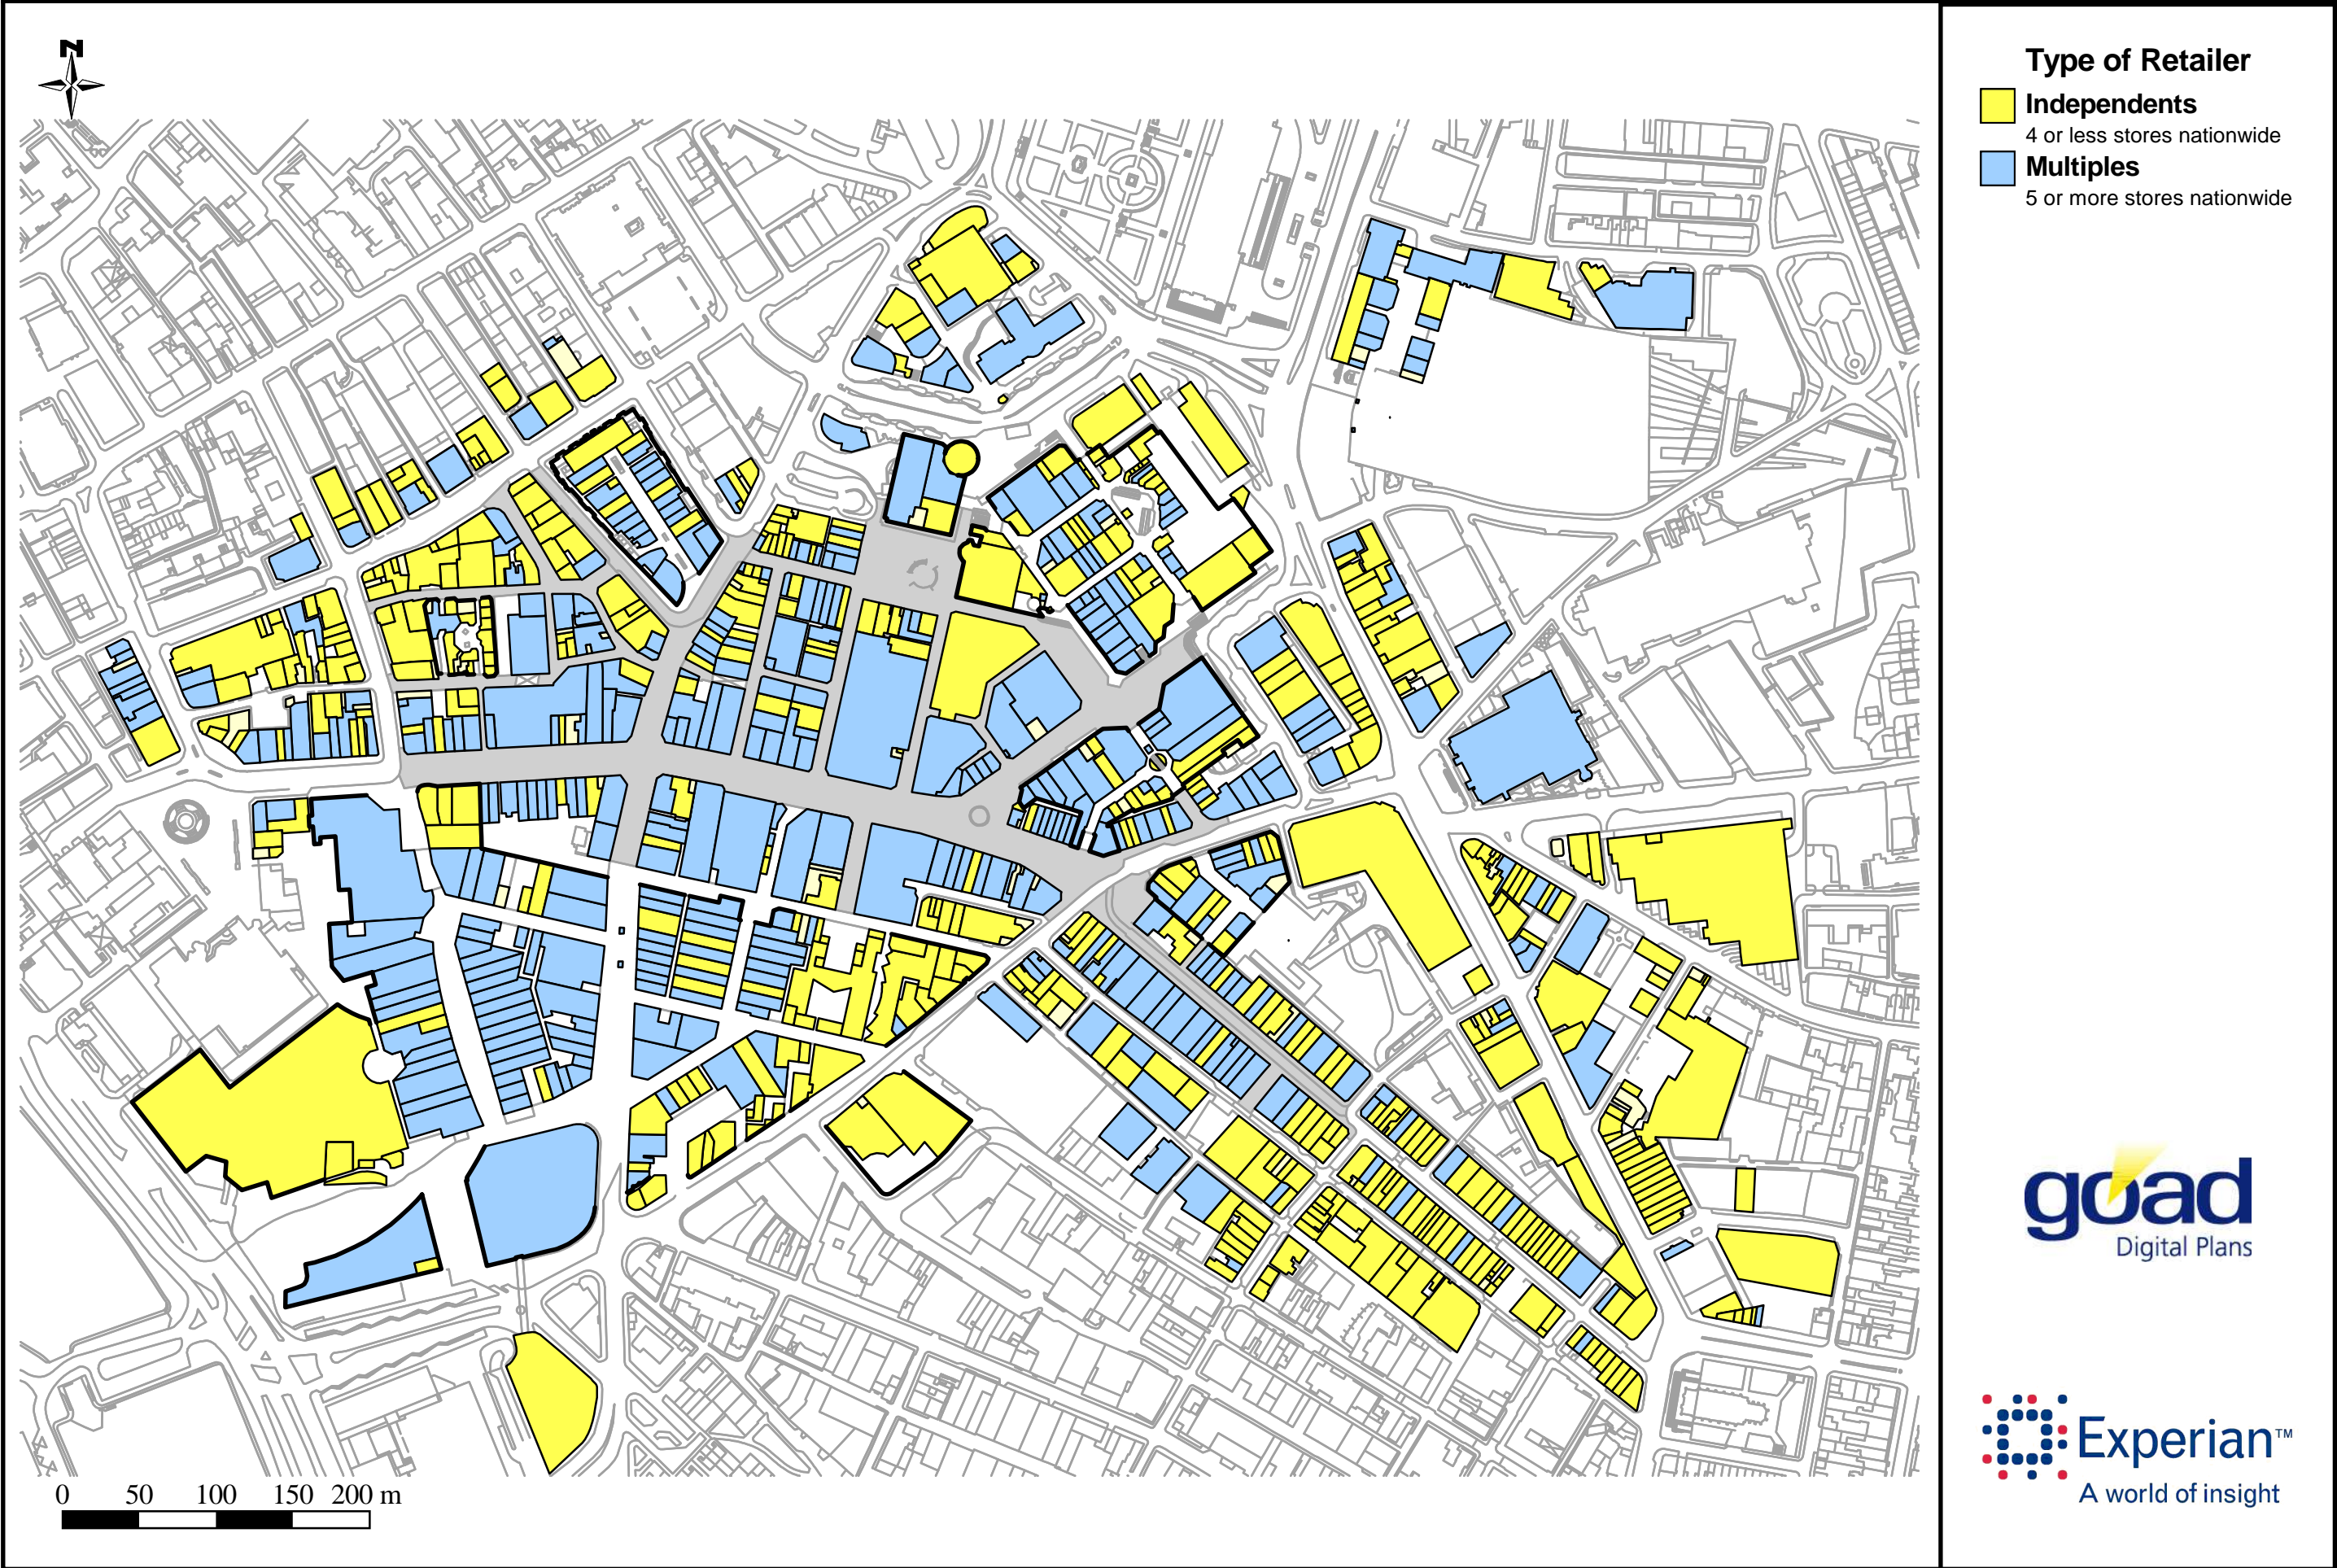 N
Type of Retailer
Independents
4 or less stores nationwide
Multiples
5 or more stores nationwide
goad
Digital Plans
Experian™
A world of insight
0 50 100 150 200 m